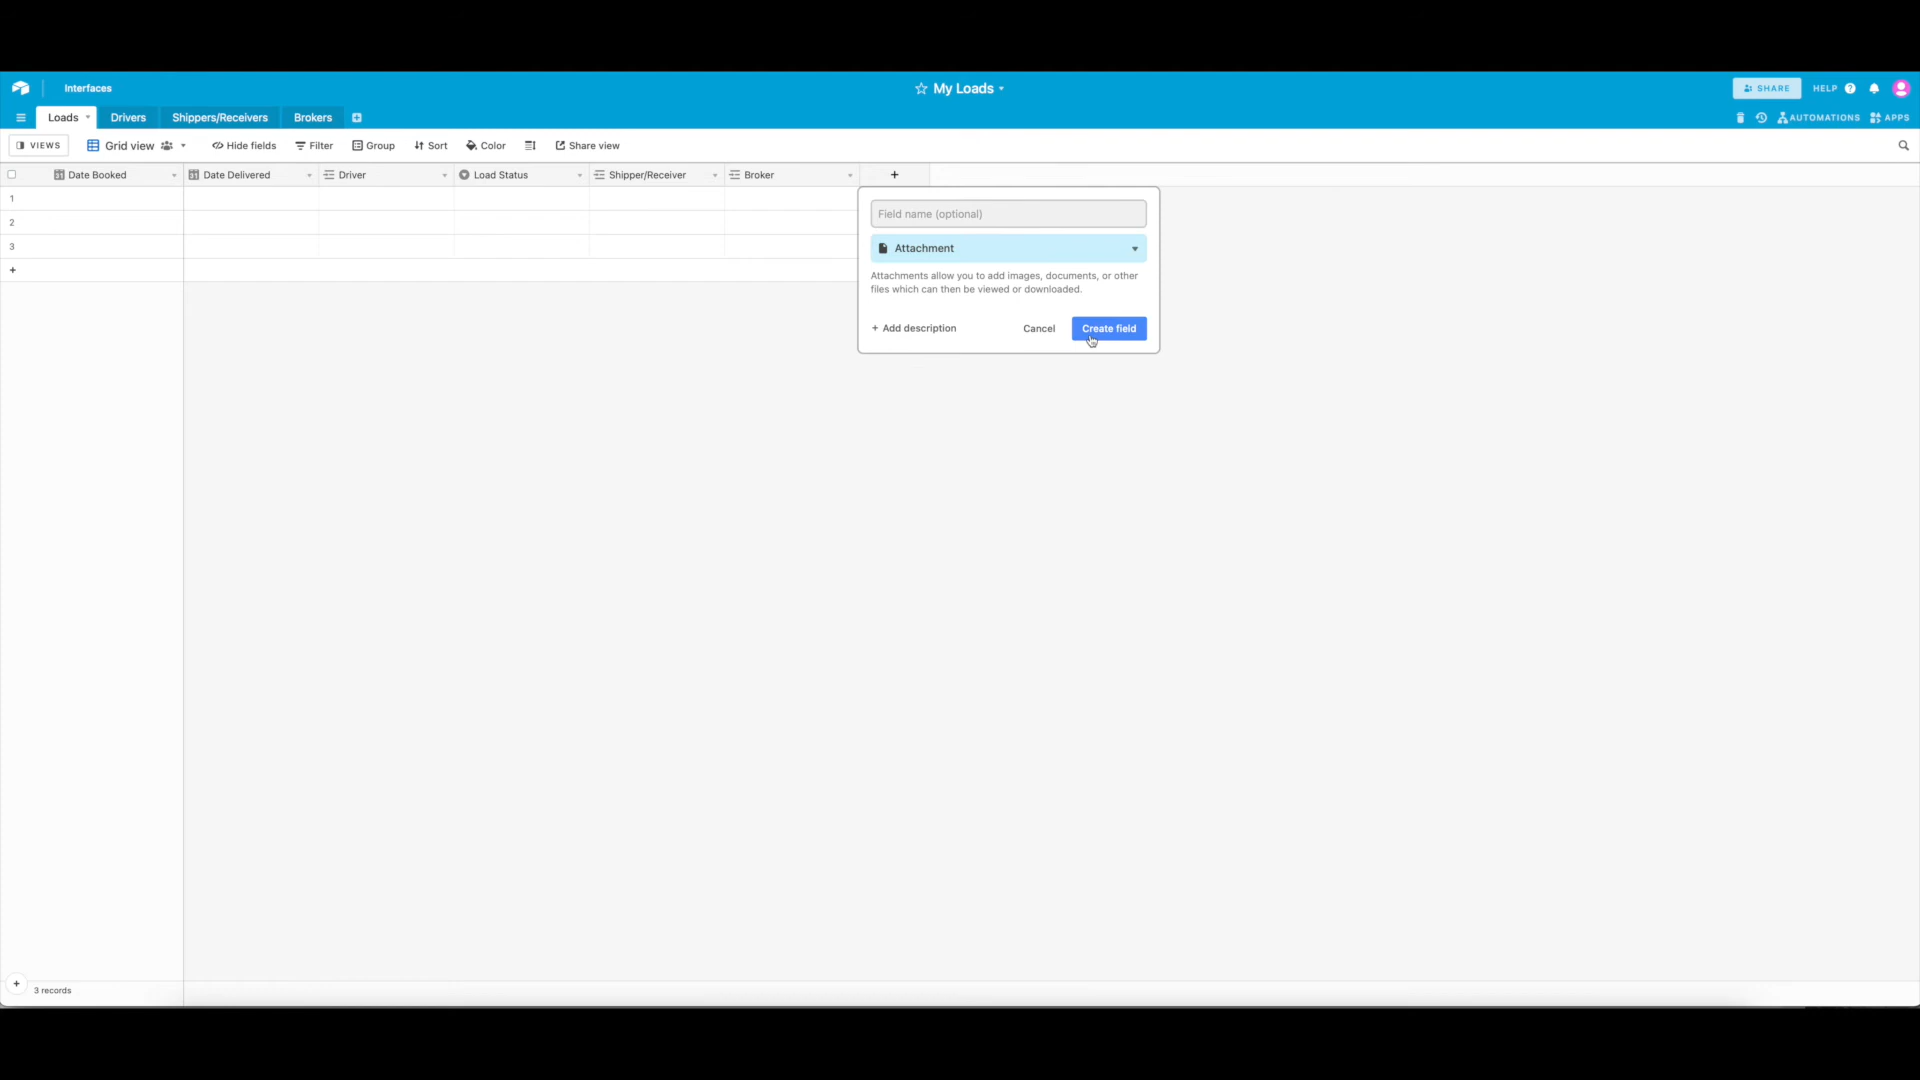 Interfaces
My Loads
SHARE
HELP
Loads
Drivers
Shippers/Receivers
Brokers
AUTOMATIONS
APPS
VIEWS
Grid view
Hide fields
Filter
Group
Sort
Color
Share view
Date Booked
Date Delivered
Driver
Load Status
Shipper/Receiver
Broker
+
1
2
3
+
Field name (optional)
Attachment
Attachments allow you to add images, documents, or other
files which can then be viewed or downloaded.
+ Add description
Cancel
Create field
+
3 records